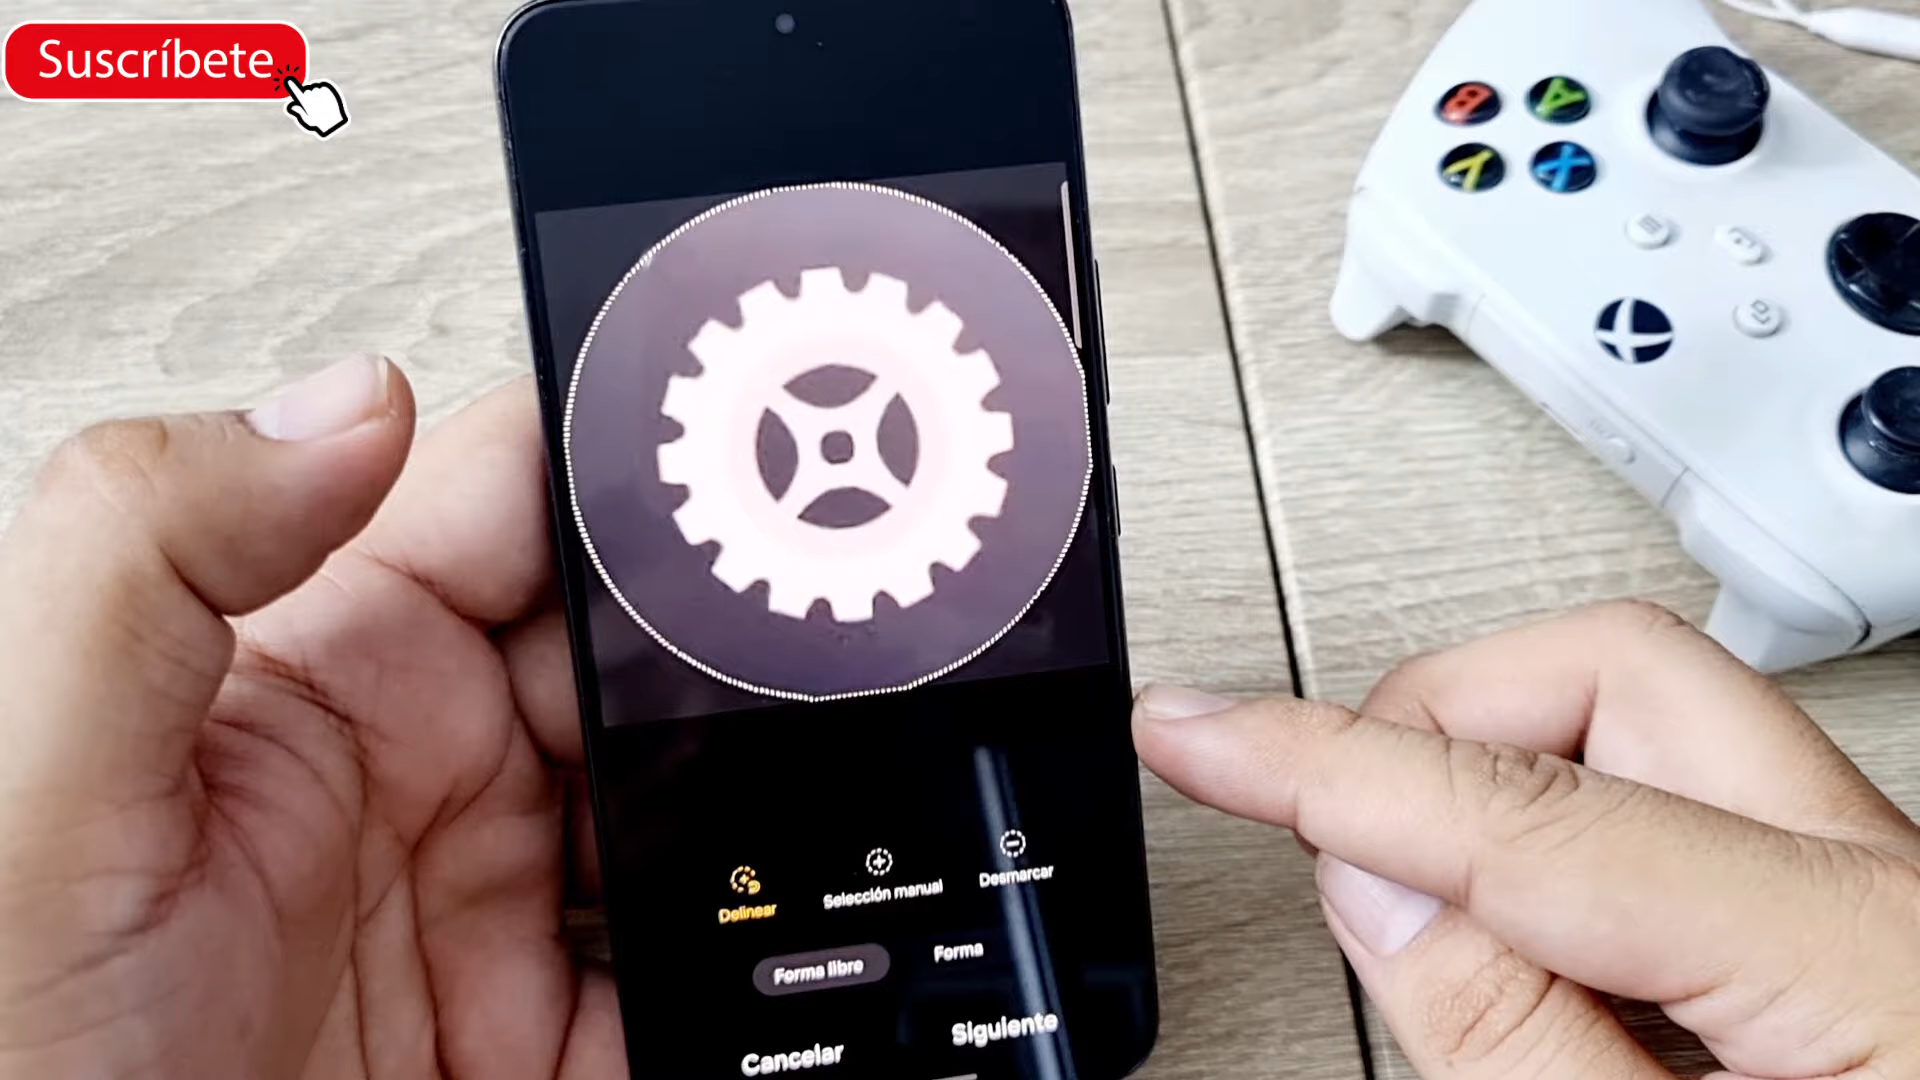 Suscríbete
B
A
Y
X
Delinear
Selección manual
Desmarcar
Forma libre
Forma
Cancelar
Siguiente